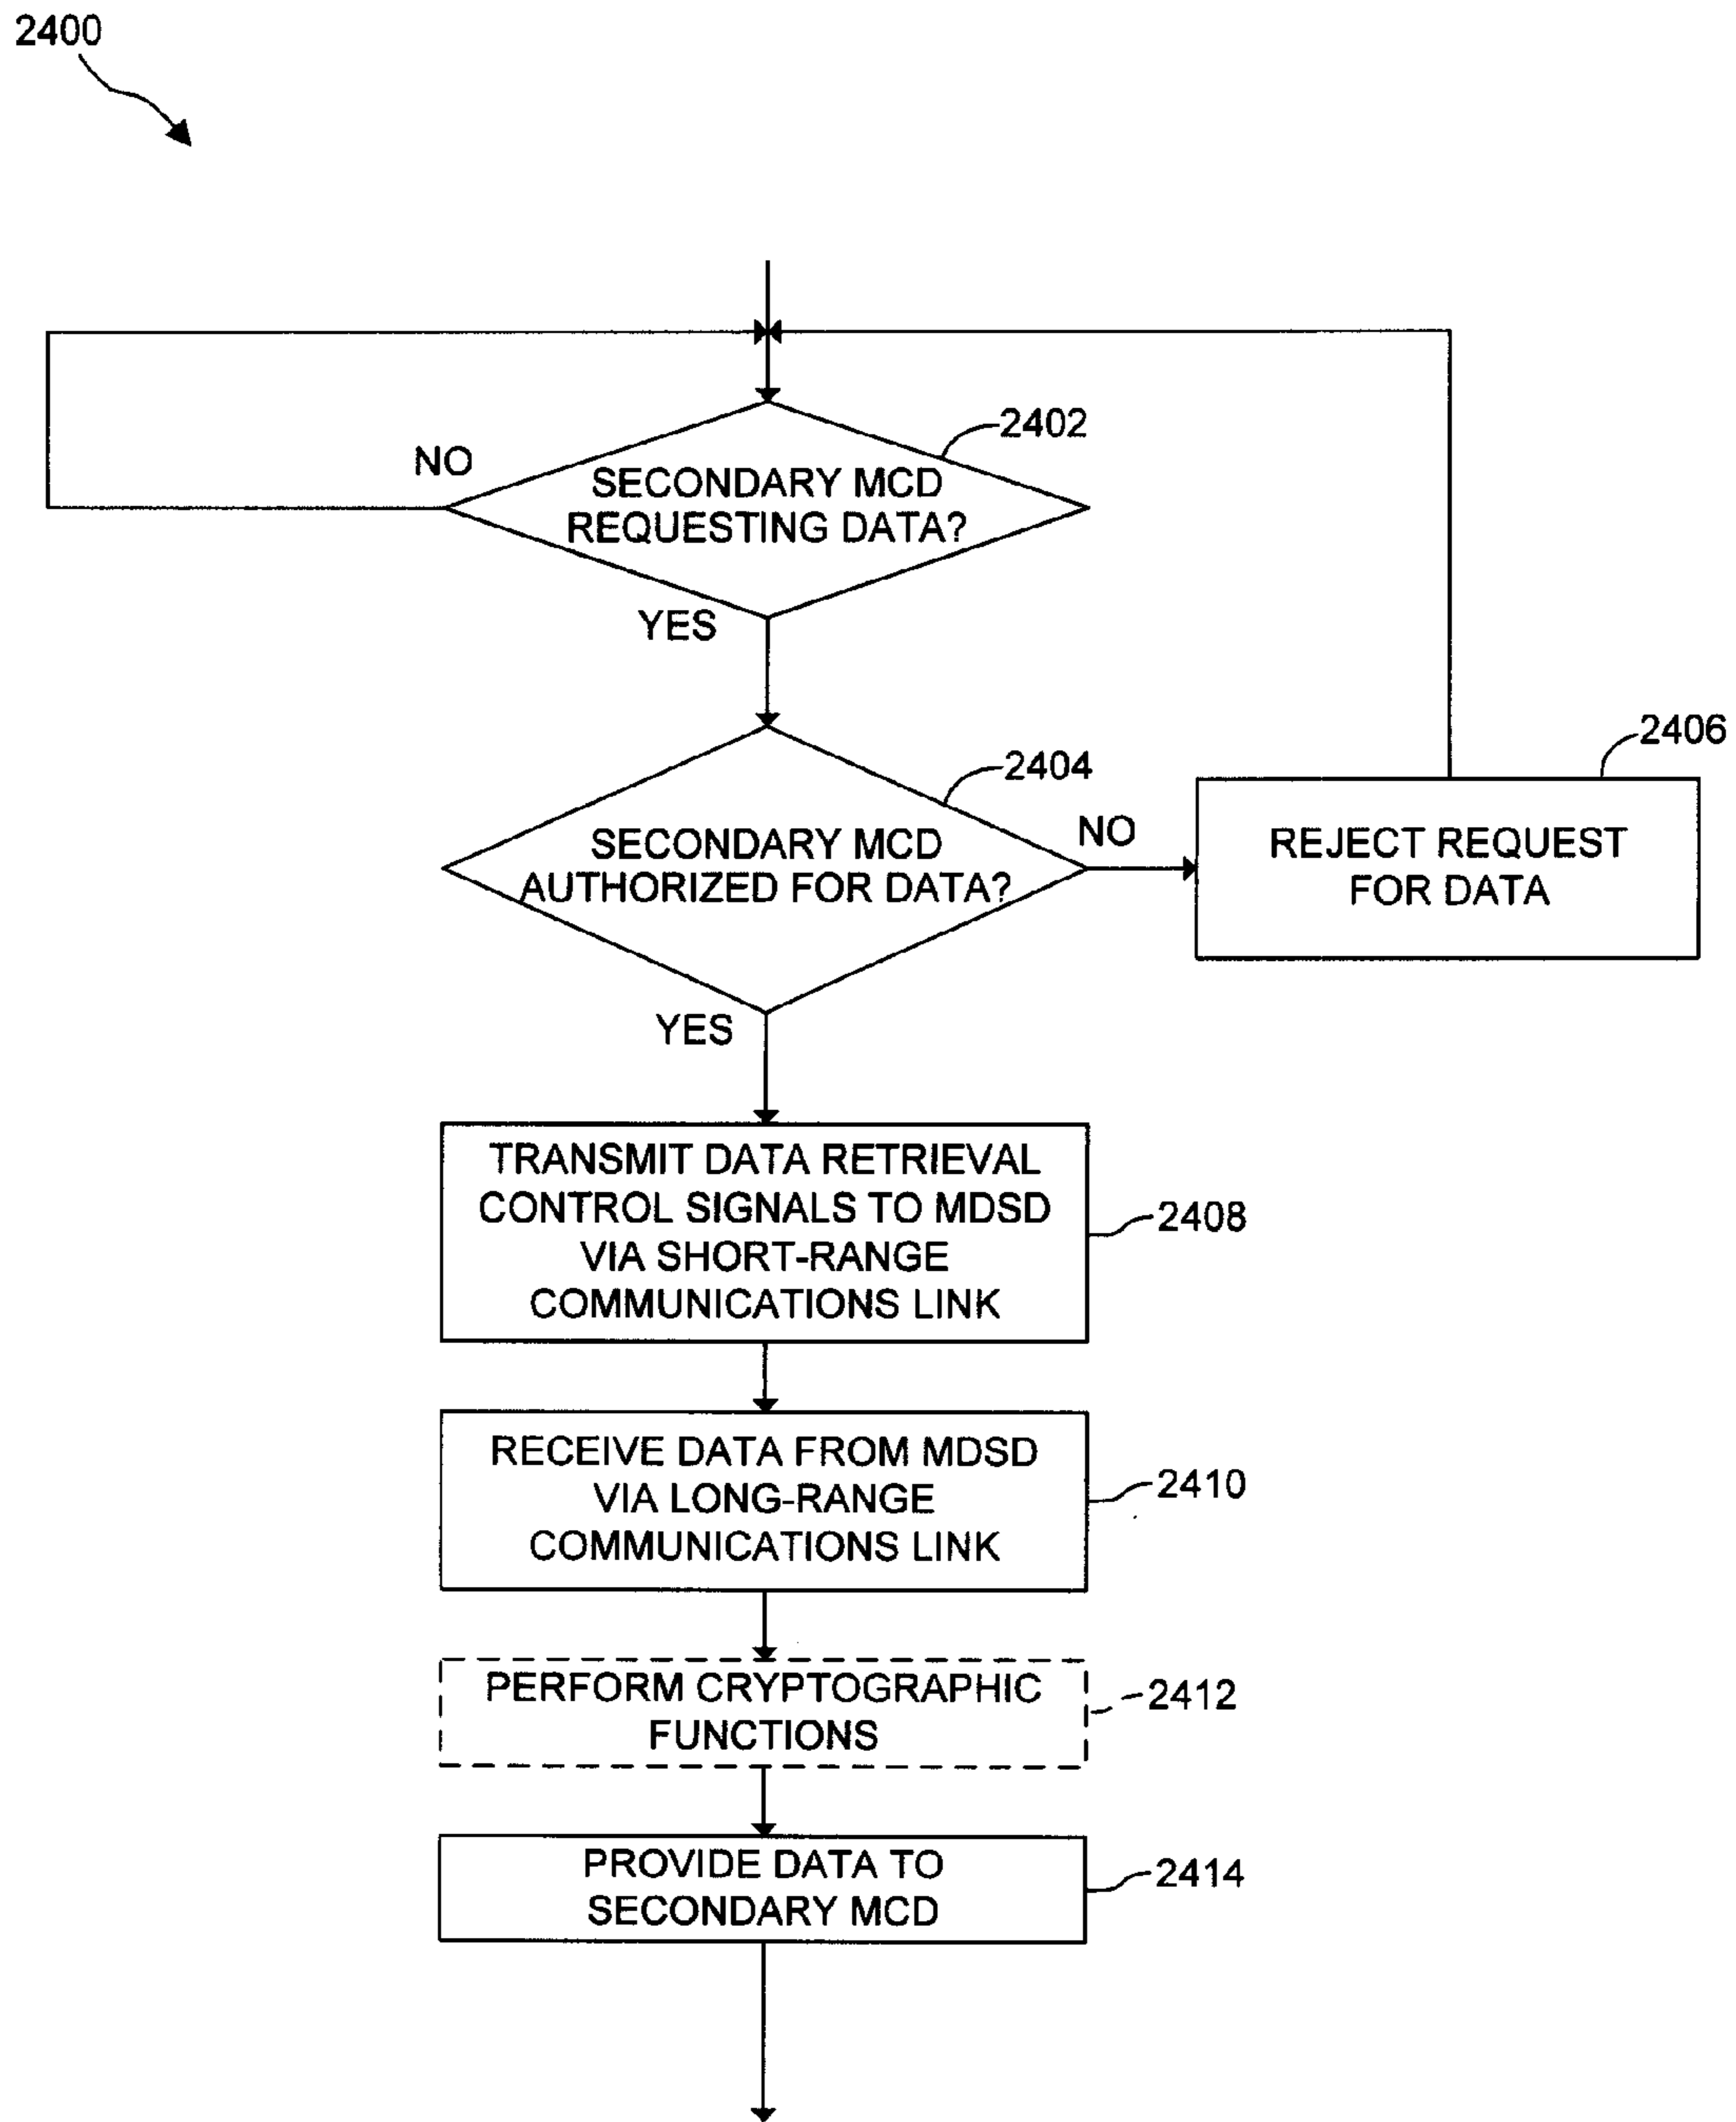 2400
2402
NO
SECONDARY MCD
REQUESTING DATA?
YES
2404
2406
SECONDARY MCD
AUTHORIZED FOR DATA?
NO
REJECT REQUEST
FOR DATA
YES
TRANSMIT DATA RETRIEVAL
CONTROL SIGNALS TO MDSD
VIA SHORT-RANGE
COMMUNICATIONS LINK
2408
RECEIVE DATA FROM MDSD
VIA LONG-RANGE
COMMUNICATIONS LINK
2410
PERFORM CRYPTOGRAPHIC
FUNCTIONS
2412
PROVIDE DATA TO
SECONDARY MCD
2414